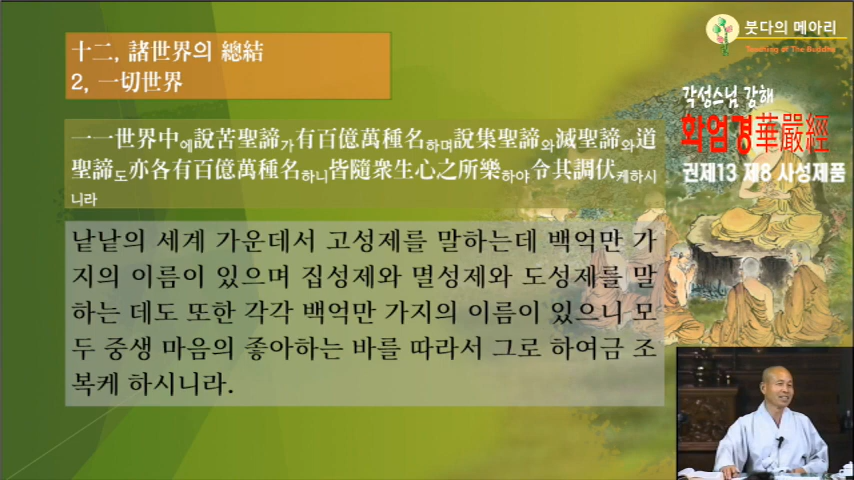 十二, 諸世界의 總結
2, 一切世界
一一世界中에說苦聖諦가有百億萬種名하며說集聖諦와滅聖諦와道
聖諦도亦各有百億萬種名하니皆隨衆生心之所樂하야令其調伏케하시
니라
낱낱의 세계 가운데서 고성제를 말하는데 백억만 가
지의 이름이 있으며 집성제와 멸성제와 도성제를 말
하는 데도 또한 각각 백억만 가지의 이름이 있으니 모
두 중생 마음의 좋아하는 바를 따라서 그로 하여금 조
복케 하시니라.
붓다의 메아리
Teaching of The Buddha
각성스님 강해
화엄경華嚴經
권제13 제8 사성제품